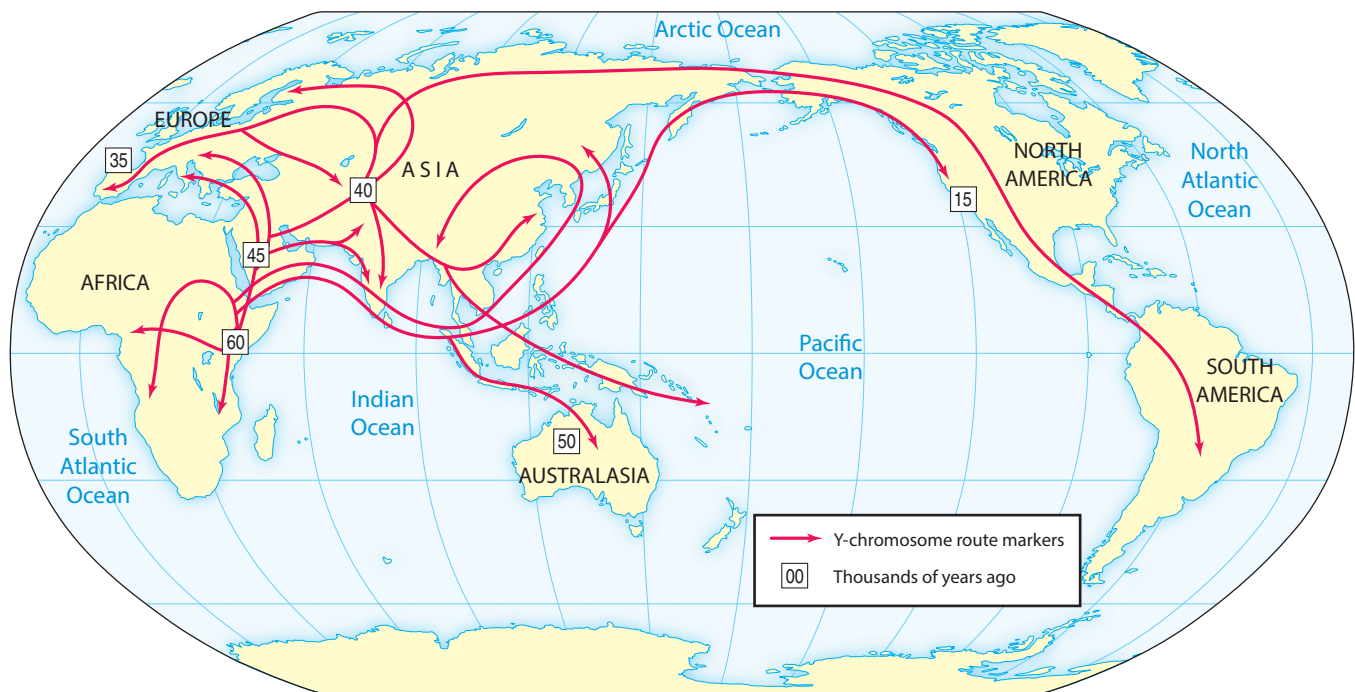 Arctic Ocean
EUROPE
35
ASIA
40
NORTH
AMERICA
North
Atlantic
Ocean
15
45
AFRICA
60
Pacific
Ocean
SOUTH
AMERICA
Indian
Ocean
South
Atlantic
Ocean
50
AUSTRALASIA
Y-chromosome route markers
00
Thousands of years ago